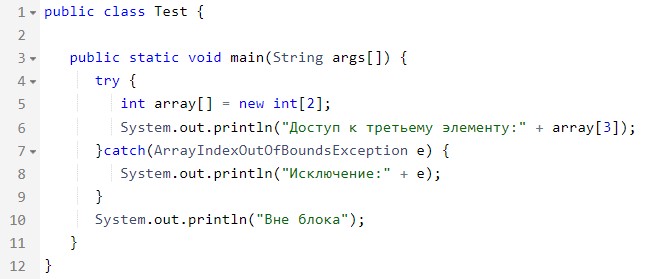 1 public class Test {
2
3 public static void main(String args[]) {
4 try {
5 int array[] = new int[2];
6 System.out.println("Доступ к третьему элементу:" + array[3]);
7 }catch(ArrayIndexOutOfBoundsException e) {
8 System.out.println("Исключение:" + e);
9 }
10 System.out.println("Вне блока");
11 }
12 }